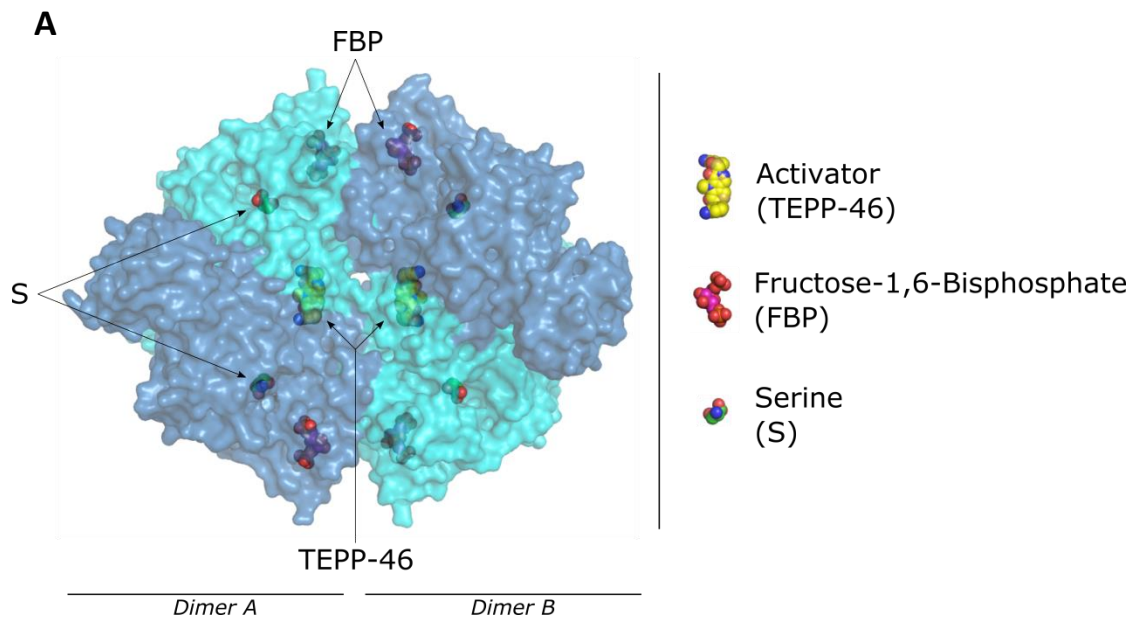 A
FBP
S
TEPP-46
Dimer A
Dimer B
Activator
(TEPP-46)
Fructose-1,6-Bisphosphate
(FBP)
Serine
(S)